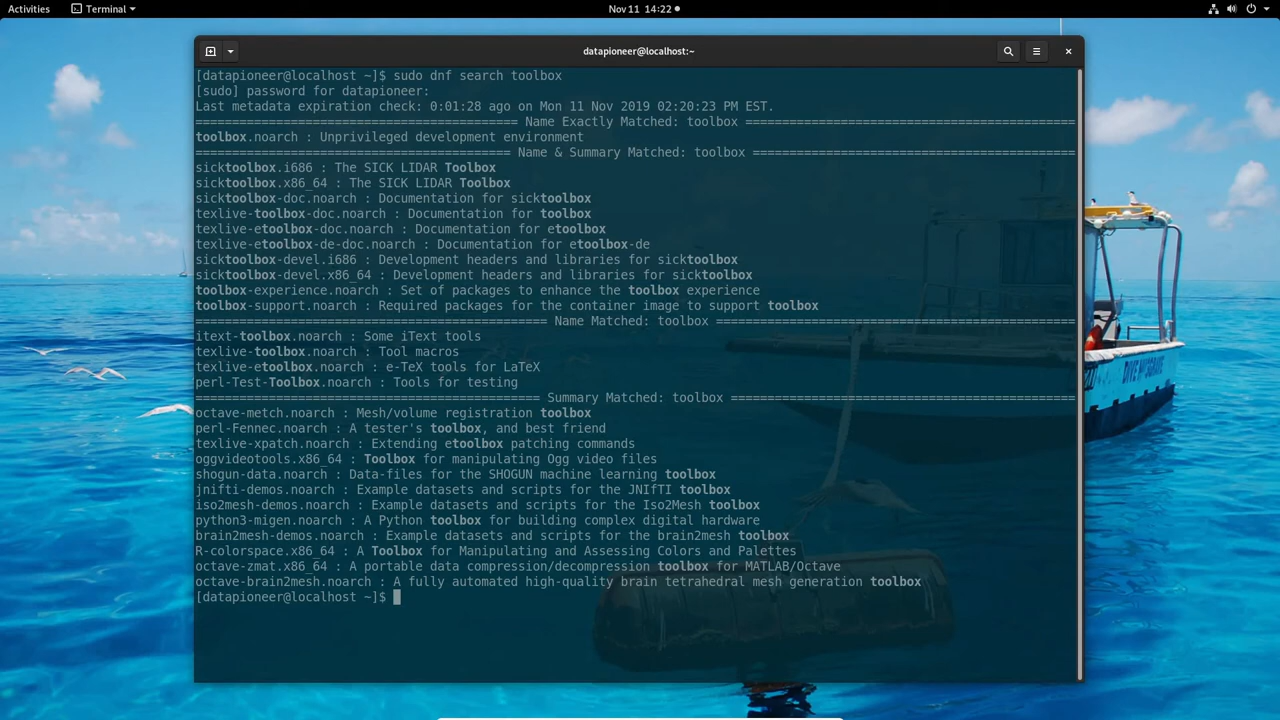 Activities
Terminal
Nov 11 14:22
datapioneer@localhost:~
[datapioneer@localhost ~]$ sudo dnf search toolbox
[sudo] password for datapioneer:
Last metadata expiration check: 0:01:28 ago on Mon 11 Nov 2019 02:20:23 PM EST.
============================================ Name Exactly Matched: toolbox =============================================
toolbox.noarch : Unprivileged development environment
=========================================== Name & Summary Matched: toolbox ============================================
sicktoolbox.i686 : The SICK LIDAR Toolbox
sicktoolbox.x86_64 : The SICK LIDAR Toolbox
sicktoolbox-doc.noarch : Documentation for sicktoolbox
texlive-toolbox-doc.noarch : Documentation for toolbox
texlive-etoolbox-doc.noarch : Documentation for etoolbox
texlive-etoolbox-de-doc.noarch : Documentation for etoolbox-de
sicktoolbox-devel.i686 : Development headers and libraries for sicktoolbox
sicktoolbox-devel.x86_64 : Development headers and libraries for sicktoolbox
toolbox-experience.noarch : Set of packages to enhance the toolbox experience
toolbox-support.noarch : Required packages for the container image to support toolbox
================================================ Name Matched: toolbox =================================================
itext-toolbox.noarch : Some iText tools
texlive-toolbox.noarch : Tool macros
texlive-etoolbox.noarch : e-TeX tools for LaTeX
perl-Test-Toolbox.noarch : Tools for testing
=============================================== Summary Matched: toolbox ===============================================
octave-metch.noarch : Mesh/volume registration toolbox
perl-Fennec.noarch : A tester's toolbox, and best friend
texlive-xpatch.noarch : Extending etoolbox patching commands
oggvideotools.x86_64 : Toolbox for manipulating Ogg video files
shogun-data.noarch : Data-files for the SHOGUN machine learning toolbox
jnifti-demos.noarch : Example datasets and scripts for the JNIfTI toolbox
iso2mesh-demos.noarch : Example datasets and scripts for the Iso2Mesh toolbox
python3-migen.noarch : A Python toolbox for building complex digital hardware
brain2mesh-demos.noarch : Example datasets and scripts for the brain2mesh toolbox
R-colorspace.x86_64 : A Toolbox for Manipulating and Assessing Colors and Palettes
octave-zmat.x86_64 : A portable data compression/decompression toolbox for MATLAB/Octave
octave-brain2mesh.noarch : A fully automated high-quality brain tetrahedral mesh generation toolbox
[datapioneer@localhost ~]$